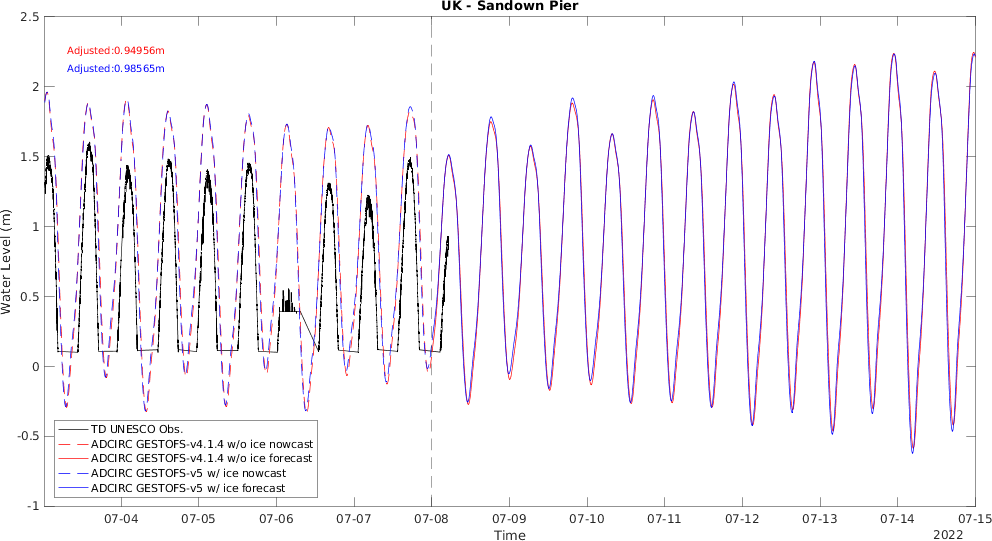 UK - Sandown Pier
2.5
2
1.5
1
0.5
0
-0.5
-1
Water Level (m)
Adjusted:0.94956m
Adjusted:0.98565m
TD UNESCO Obs.
ADCIRC GESTOFS-v4.1.4 w/o ice nowcast
ADCIRC GESTOFS-v4.1.4 w/o ice forecast
ADCIRC GESTOFS-v5 w/ ice nowcast
ADCIRC GESTOFS-v5 w/ ice forecast
07-04 07-05 07-06 07-07 07-08 07-09 07-10 07-11 07-12 07-13 07-14 07-15
Time
2022